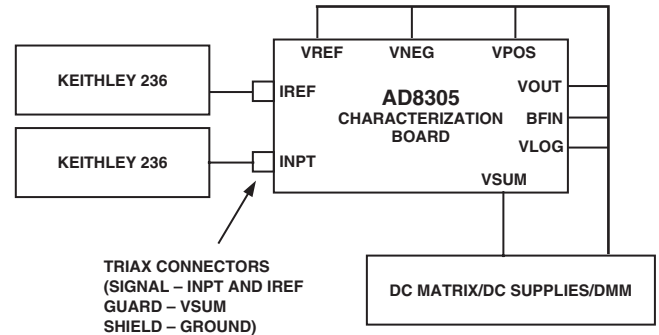 VREF VNEG VPOS
KEITHLEY 236
IREF
VOUT
AD8305
CHARACTERIZATION
BOARD
BFIN
KEITHLEY 236
INPT
VLOG
VSUM
TRIAX CONNECTORS
(SIGNAL – INPT AND IREF
GUARD – VSUM
SHIELD – GROUND)
DC MATRIX/DC SUPPLIES/DMM